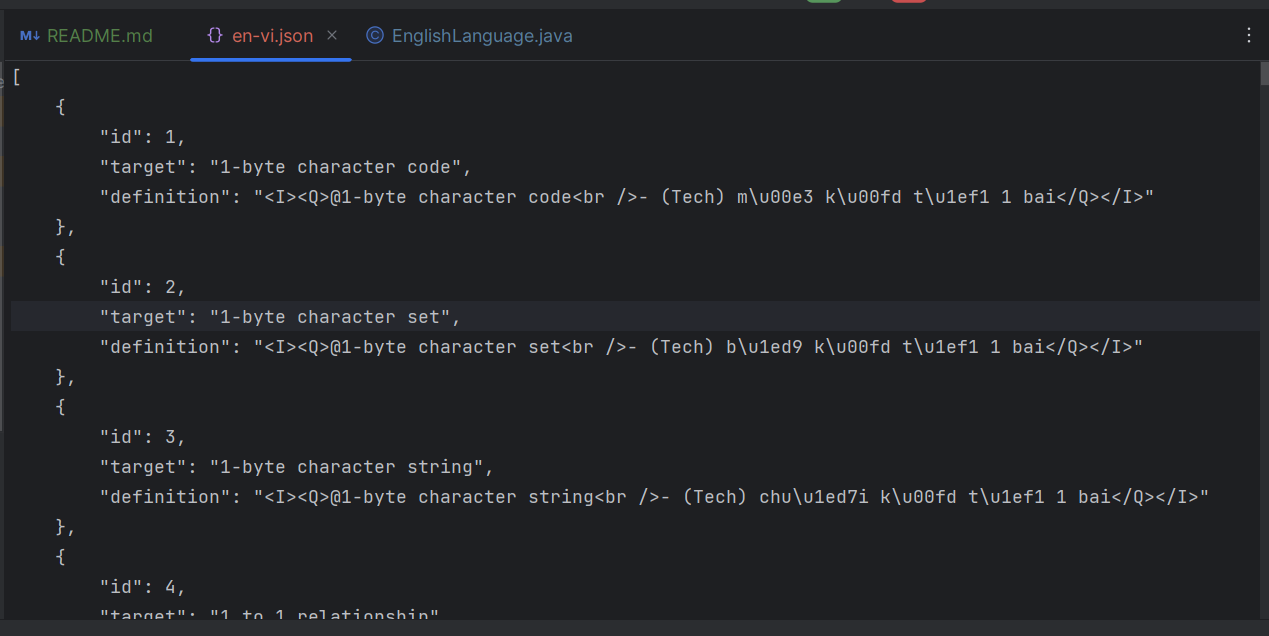 M↓ README.md {} en-vi.json × © EnglishLanguage.java
[
{
"id": 1,
"target": "1-byte character code",
"definition": "<I><Q>@1-byte character code<br />- (Tech) m\u00e3 k\u00fd t\u1ef1 1 bai</Q></I>"
},
{
"id": 2,
"target": "1-byte character set",
"definition": "<I><Q>@1-byte character set<br />- (Tech) b\u1ed9 k\u00fd t\u1ef1 1 bai</Q></I>"
},
{
"id": 3,
"target": "1-byte character string",
"definition": "<I><Q>@1-byte character string<br />- (Tech) chu\u1ed7i k\u00fd t\u1ef1 1 bai</Q></I>"
},
{
"id": 4,
"target": "1 to 1 relationship"